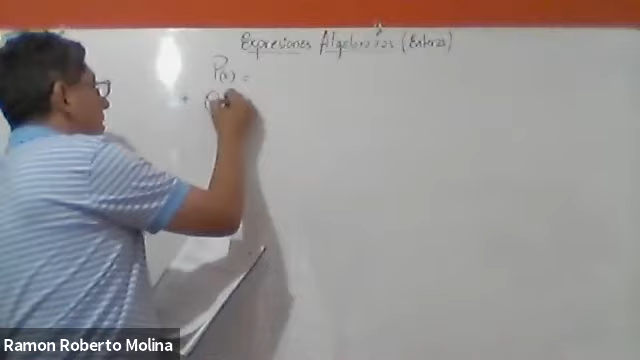 Expresiones Algebraicas (Enteras)
P(x) =
+ Q
Ramon Roberto Molina